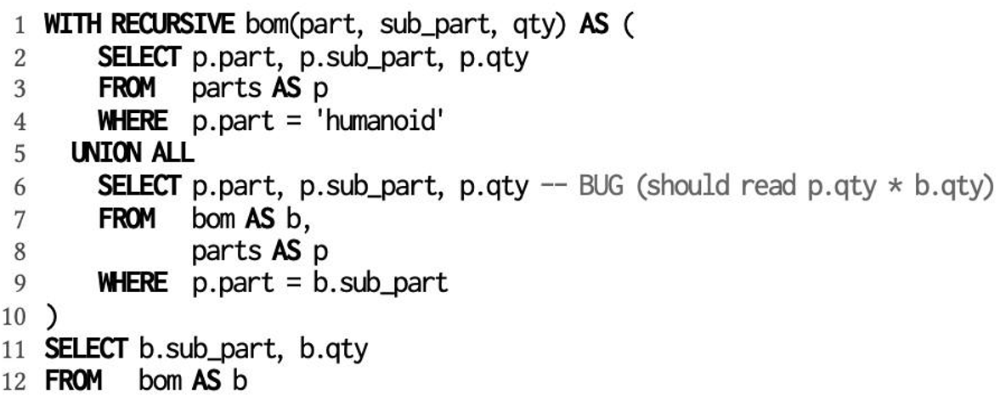 1 WITH RECURSIVE bom(part, sub_part, qty) AS (
2 SELECT p.part, p.sub_part, p.qty
3 FROM parts AS p
4 WHERE p.part = 'humanoid'
5 UNION ALL
6 SELECT p.part, p.sub_part, p.qty -- BUG (should read p.qty * b.qty)
7 FROM bom AS b,
8 parts AS p
9 WHERE p.part = b.sub_part
10 )
11 SELECT b.sub_part, b.qty
12 FROM bom AS b